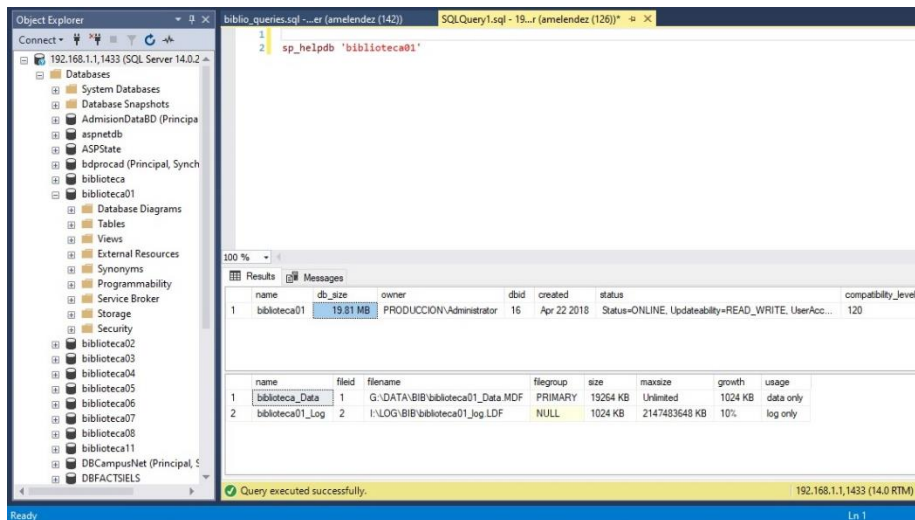 Object Explorer
Connect
192.168.1.1,1433 (SQL Server 14.0.2
Databases
System Databases
Database Snapshots
AdmisionDataBD (Principa
aspnetdb
ASPState
bdprocad (Principal, Synch
biblioteca
biblioteca01
Database Diagrams
Tables
Views
External Resources
Synonyms
Programmability
Service Broker
Storage
Security
biblioteca02
biblioteca03
biblioteca04
biblioteca05
biblioteca06
biblioteca07
biblioteca08
biblioteca11
DBCampusNet (Principal, S
DBFACTSIELS
biblio_queries.sql -...er (amelendez (142))
SQLQuery1.sql - 19...r (amelendez (126))*
1
2 sp_helpdb 'biblioteca01'
100 %
Results Messages
name db_size owner dbid created status compatibility_level
1 biblioteca01 19.81 MB PRODUCCION\Administrator 16 Apr 22 2018 Status=ONLINE, Updateability=READ_WRITE, UserAcc... 120
name fileid filename filegroup size maxsize growth usage
1 biblioteca_Data 1 G:\DATA\BIB\biblioteca01_Data.MDF PRIMARY 19264 KB Unlimited 1024 KB data only
2 biblioteca01_Log 2 I:\LOG\BIB\biblioteca01_log.LDF NULL 1024 KB 2147483648 KB 10% log only
Query executed successfully.
192.168.1.1,1433 (14.0 RTM)
Ready
Ln 1